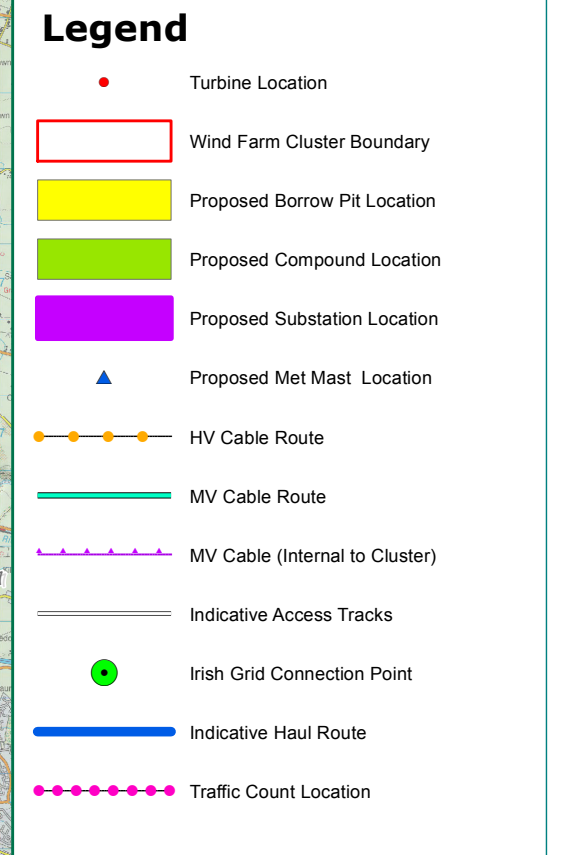 Legend
Turbine Location
Wind Farm Cluster Boundary
Proposed Borrow Pit Location
Proposed Compound Location
Proposed Substation Location
Proposed Met Mast  Location
HV Cable Route
MV Cable Route
MV Cable (Internal to Cluster)
Indicative Access Tracks
Irish Grid Connection Point
Indicative Haul Route
Traffic Count Location